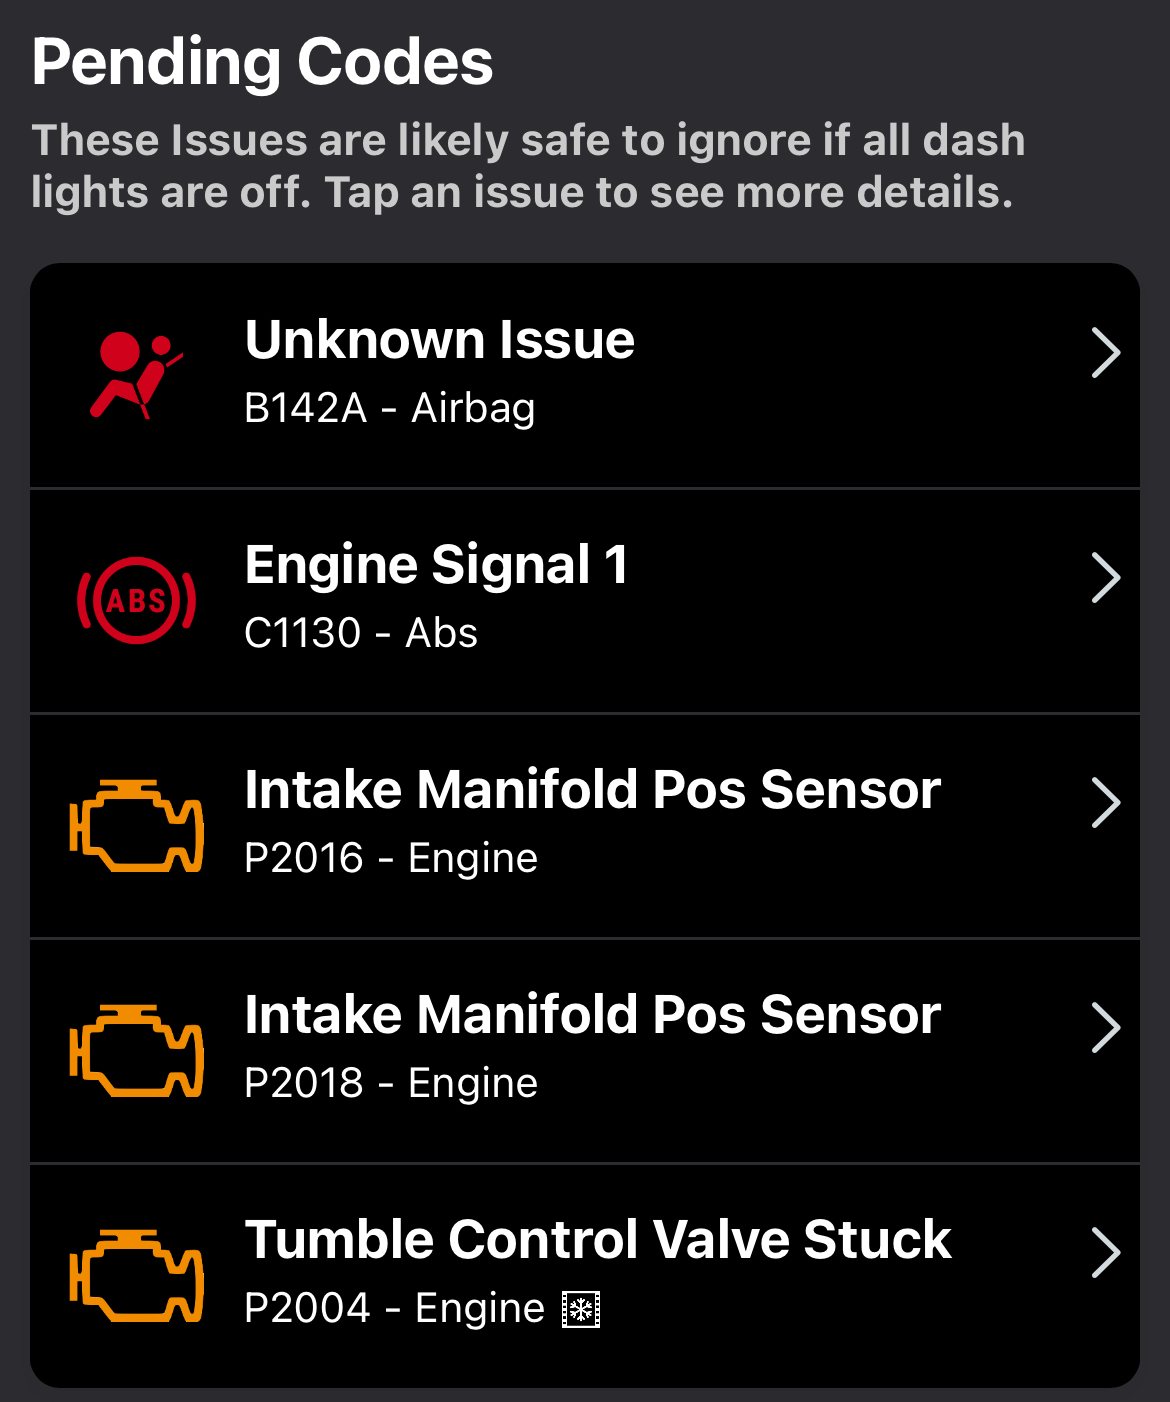 Pending Codes
These Issues are likely safe to ignore if all dash
lights are off. Tap an issue to see more details.
Unknown Issue
B142A - Airbag
ABS
Engine Signal 1
C1130 - Abs
Intake Manifold Pos Sensor
P2016 - Engine
Intake Manifold Pos Sensor
P2018 - Engine
Tumble Control Valve Stuck
P2004 - Engine